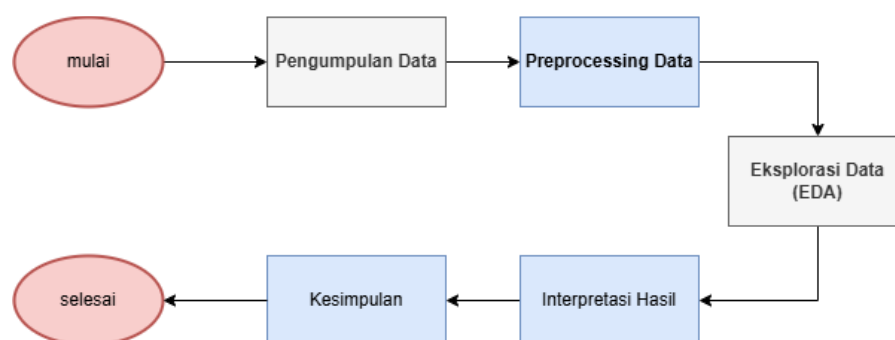 mulai
Pengumpulan Data
Preprocessing Data
Eksplorasi Data
(EDA)
Interpretasi Hasil
Kesimpulan
selesai